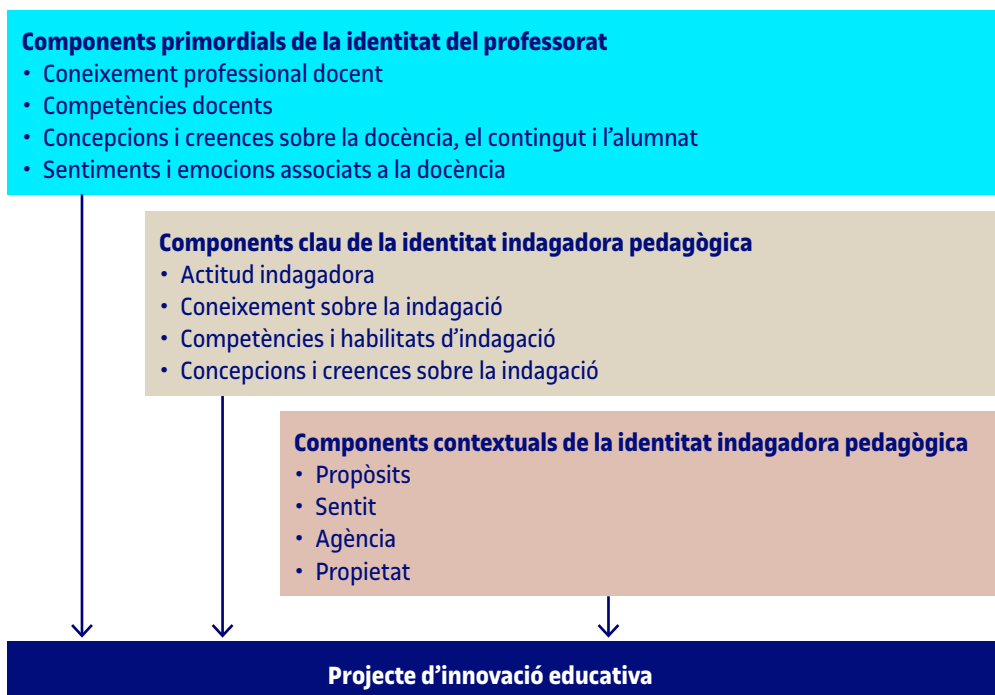 Components primordials de la identitat del professorat
• Coneixement professional docent
• Competències docents
• Concepcions i creences sobre la docència, el contingut i l’alumnat
• Sentiments i emocions associats a la docència
Components clau de la identitat indagadora pedagògica
• Actitud indagadora
• Coneixement sobre la indagació
• Competències i habilitats d’indagació
• Concepcions i creences sobre la indagació
Components contextuals de la identitat indagadora pedagògica
• Propòsits
• Sentit
• Agència
• Propietat
Projecte d’innovació educativa